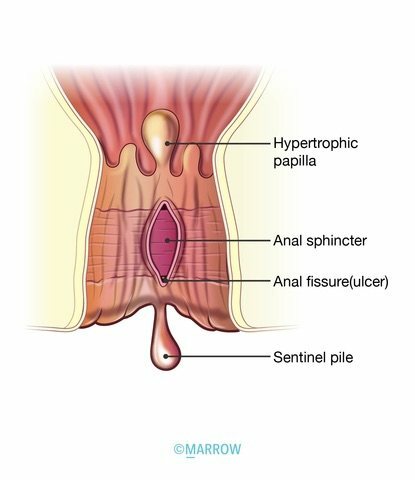 Hypertrophic
papilla
Anal sphincter
Anal fissure(ulcer)
Sentinel pile
©MARROW